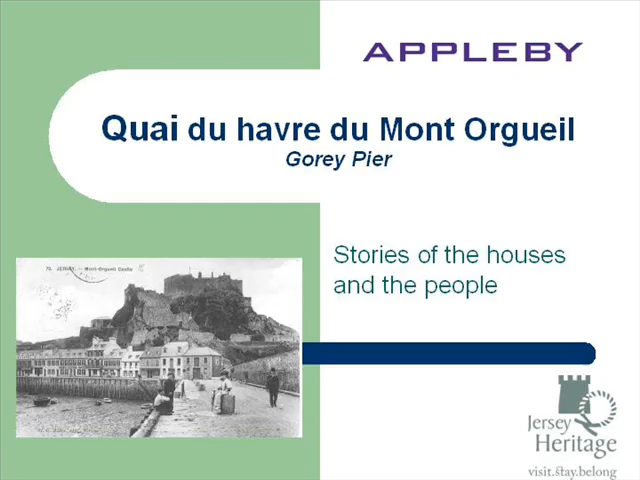 APPLEBY
Quai du havre du Mont Orgueil
Gorey Pier
Stories of the houses
and the people
JERSEY. - Mont-Orgueil Castle
Jersey
Heritage
visit.stay.belong